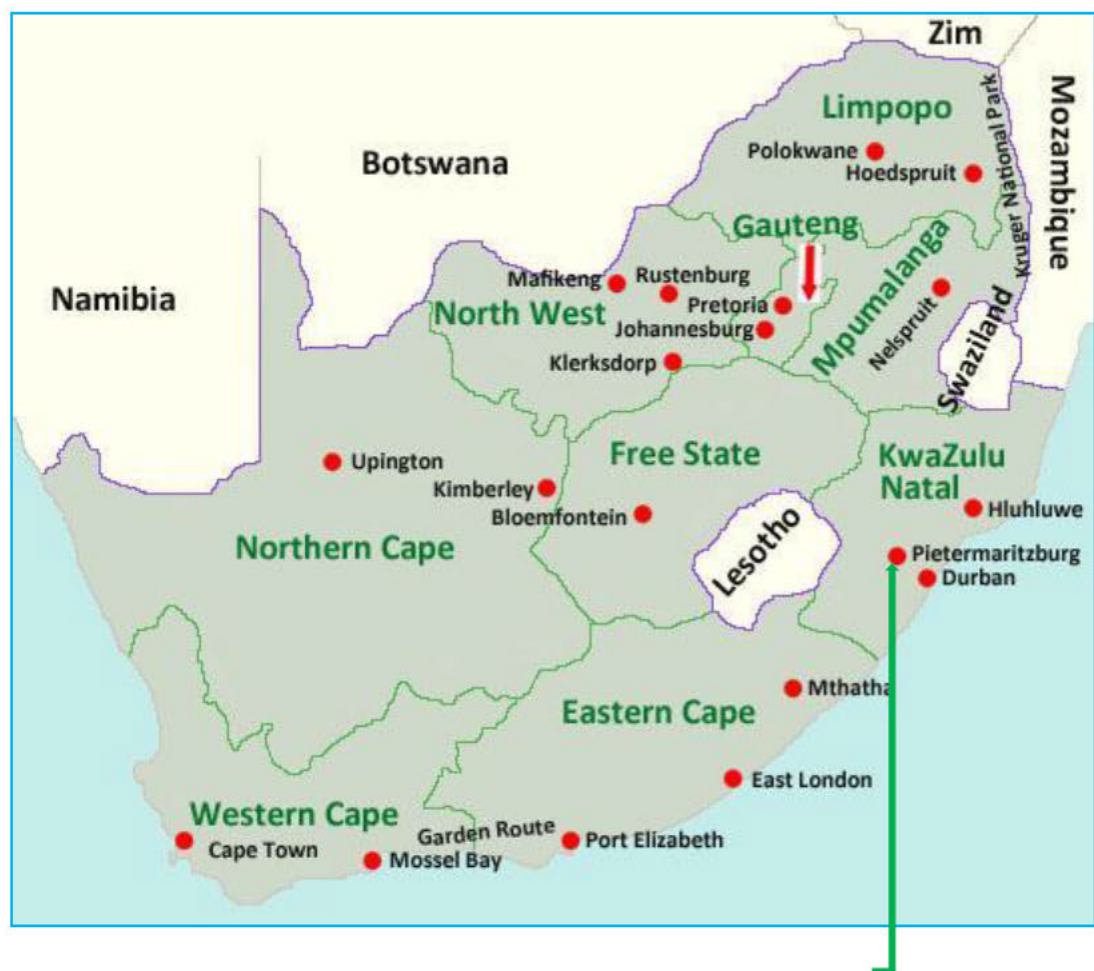 Zim
Mozambique
Limpopo
Kruger National Park
Polokwane
Botswana
Hoedspruit
Gauteng
Mpumalanga
Namibia
Mafikeng
Rustenburg
North West
Pretoria
Nelspruit
Johannesburg
Swaziland
Klerksdorp
Free State
KwaZulu
Natal
Upington
Kimberley
Bloemfontein
Hluhluwe
Lesotho
Northern Cape
Pietermaritzburg
Durban
Mthatha
Eastern Cape
East London
Western Cape
Garden Route
Port Elizabeth
Cape Town
Mossel Bay